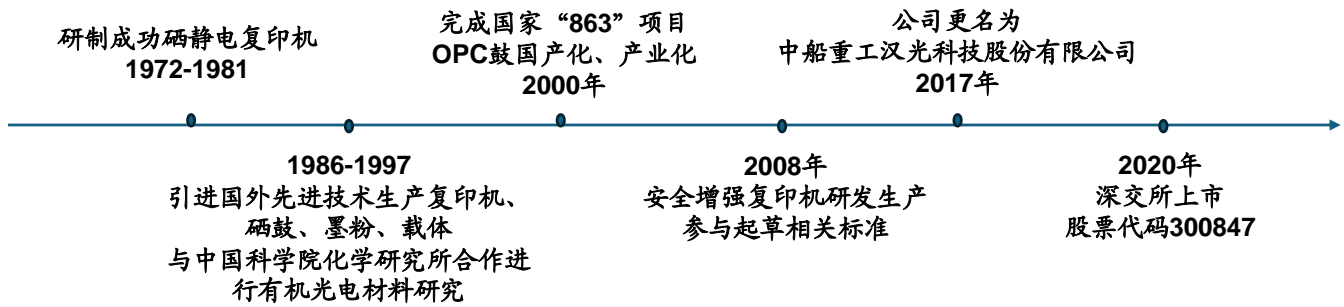 研制成功硒静电复印机
1972-1981
1986-1997
引进国外先进技术生产复印机、
硒鼓、墨粉、载体
与中国科学院化学研究所合作进
行有机光电材料研究
完成国家“863”项目
OPC鼓国产化、产业化
2000年
2008年
安全增强复印机研发生产
参与起草相关标准
公司更名为
中船重工汉光科技股份有限公司
2017年
2020年
深交所上市
股票代码300847